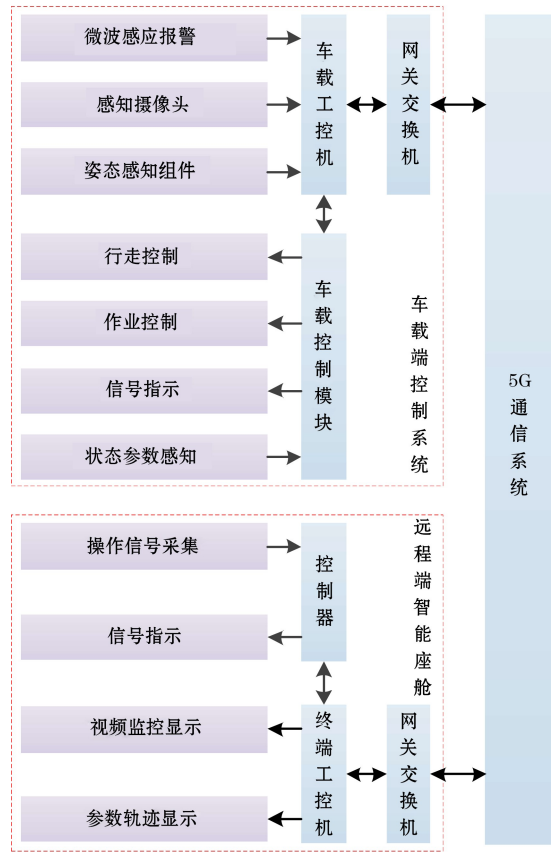 微波感应报警
感知摄像头
姿态感知组件
车载工控机
网关交换机
行走控制
作业控制
信号指示
状态参数感知
车载控制模块
车载端控制系统
5G通信系统
操作信号采集
信号指示
控制器
远程端智能座舱
视频监控显示
参数轨迹显示
终端工控机
网关交换机